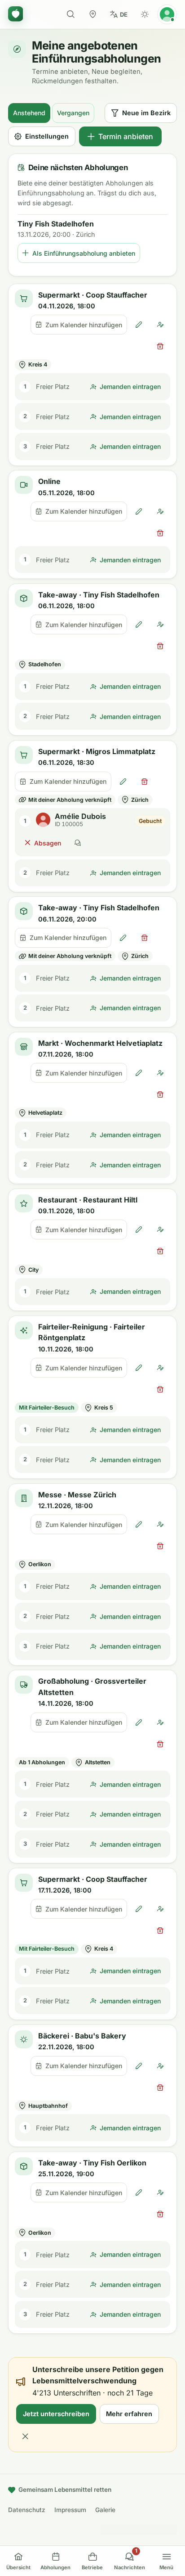 DE
Meine angebotenen
Einführungsabholungen
Termine anbieten, Neue begleiten,
Rückmeldungen festhalten.
Anstehend
Vergangen
Neue im Bezirk
Einstellungen
Termin anbieten
Deine nächsten Abholungen
Biete eine deiner bestätigten Abholungen als
Einführungsabholung an. Trägst du dich aus,
wird sie abgesagt.
Tiny Fish Stadelhofen
13.11.2026, 20:00 · Zürich
Als Einführungsabholung anbieten
Supermarkt · Coop Stauffacher
04.11.2026, 18:00
Zum Kalender hinzufügen
Kreis 4
1 Freier Platz Jemanden eintragen
2 Freier Platz Jemanden eintragen
3 Freier Platz Jemanden eintragen
Online
05.11.2026, 18:00
Zum Kalender hinzufügen
1 Freier Platz Jemanden eintragen
Take-away · Tiny Fish Stadelhofen
06.11.2026, 18:00
Zum Kalender hinzufügen
Stadelhofen
1 Freier Platz Jemanden eintragen
2 Freier Platz Jemanden eintragen
Supermarkt · Migros Limmatplatz
06.11.2026, 18:30
Zum Kalender hinzufügen
Mit deiner Abholung verknüpft Zürich
1 Amélie Dubois Gebucht
ID 100005
Absagen
2 Freier Platz Jemanden eintragen
Take-away · Tiny Fish Stadelhofen
06.11.2026, 20:00
Zum Kalender hinzufügen
Mit deiner Abholung verknüpft Zürich
1 Freier Platz Jemanden eintragen
2 Freier Platz Jemanden eintragen
Markt · Wochenmarkt Helvetiaplatz
07.11.2026, 18:00
Zum Kalender hinzufügen
Helvetiaplatz
1 Freier Platz Jemanden eintragen
2 Freier Platz Jemanden eintragen
Restaurant · Restaurant Hiltl
09.11.2026, 18:00
Zum Kalender hinzufügen
City
1 Freier Platz Jemanden eintragen
Fairteiler-Reinigung · Fairteiler
Röntgenplatz
10.11.2026, 18:00
Zum Kalender hinzufügen
Mit Fairteiler-Besuch Kreis 5
1 Freier Platz Jemanden eintragen
2 Freier Platz Jemanden eintragen
Messe · Messe Zürich
12.11.2026, 18:00
Zum Kalender hinzufügen
Oerlikon
1 Freier Platz Jemanden eintragen
2 Freier Platz Jemanden eintragen
3 Freier Platz Jemanden eintragen
Großabholung · Grossverteiler
Altstetten
14.11.2026, 18:00
Zum Kalender hinzufügen
Ab 1 Abholungen Altstetten
1 Freier Platz Jemanden eintragen
2 Freier Platz Jemanden eintragen
3 Freier Platz Jemanden eintragen
Supermarkt · Coop Stauffacher
17.11.2026, 18:00
Zum Kalender hinzufügen
Mit Fairteiler-Besuch Kreis 4
1 Freier Platz Jemanden eintragen
2 Freier Platz Jemanden eintragen
Bäckerei · Babu's Bakery
22.11.2026, 18:00
Zum Kalender hinzufügen
Hauptbahnhof
1 Freier Platz Jemanden eintragen
Take-away · Tiny Fish Oerlikon
25.11.2026, 19:00
Zum Kalender hinzufügen
Oerlikon
1 Freier Platz Jemanden eintragen
2 Freier Platz Jemanden eintragen
3 Freier Platz Jemanden eintragen
Unterschreibe unsere Petition gegen
Lebensmittelverschwendung
4'213 Unterschriften · noch 21 Tage
Jetzt unterschreiben
Mehr erfahren
Gemeinsam Lebensmittel retten
Datenschutz Impressum Galerie
1
Übersicht Abholungen Betriebe Nachrichten Menü